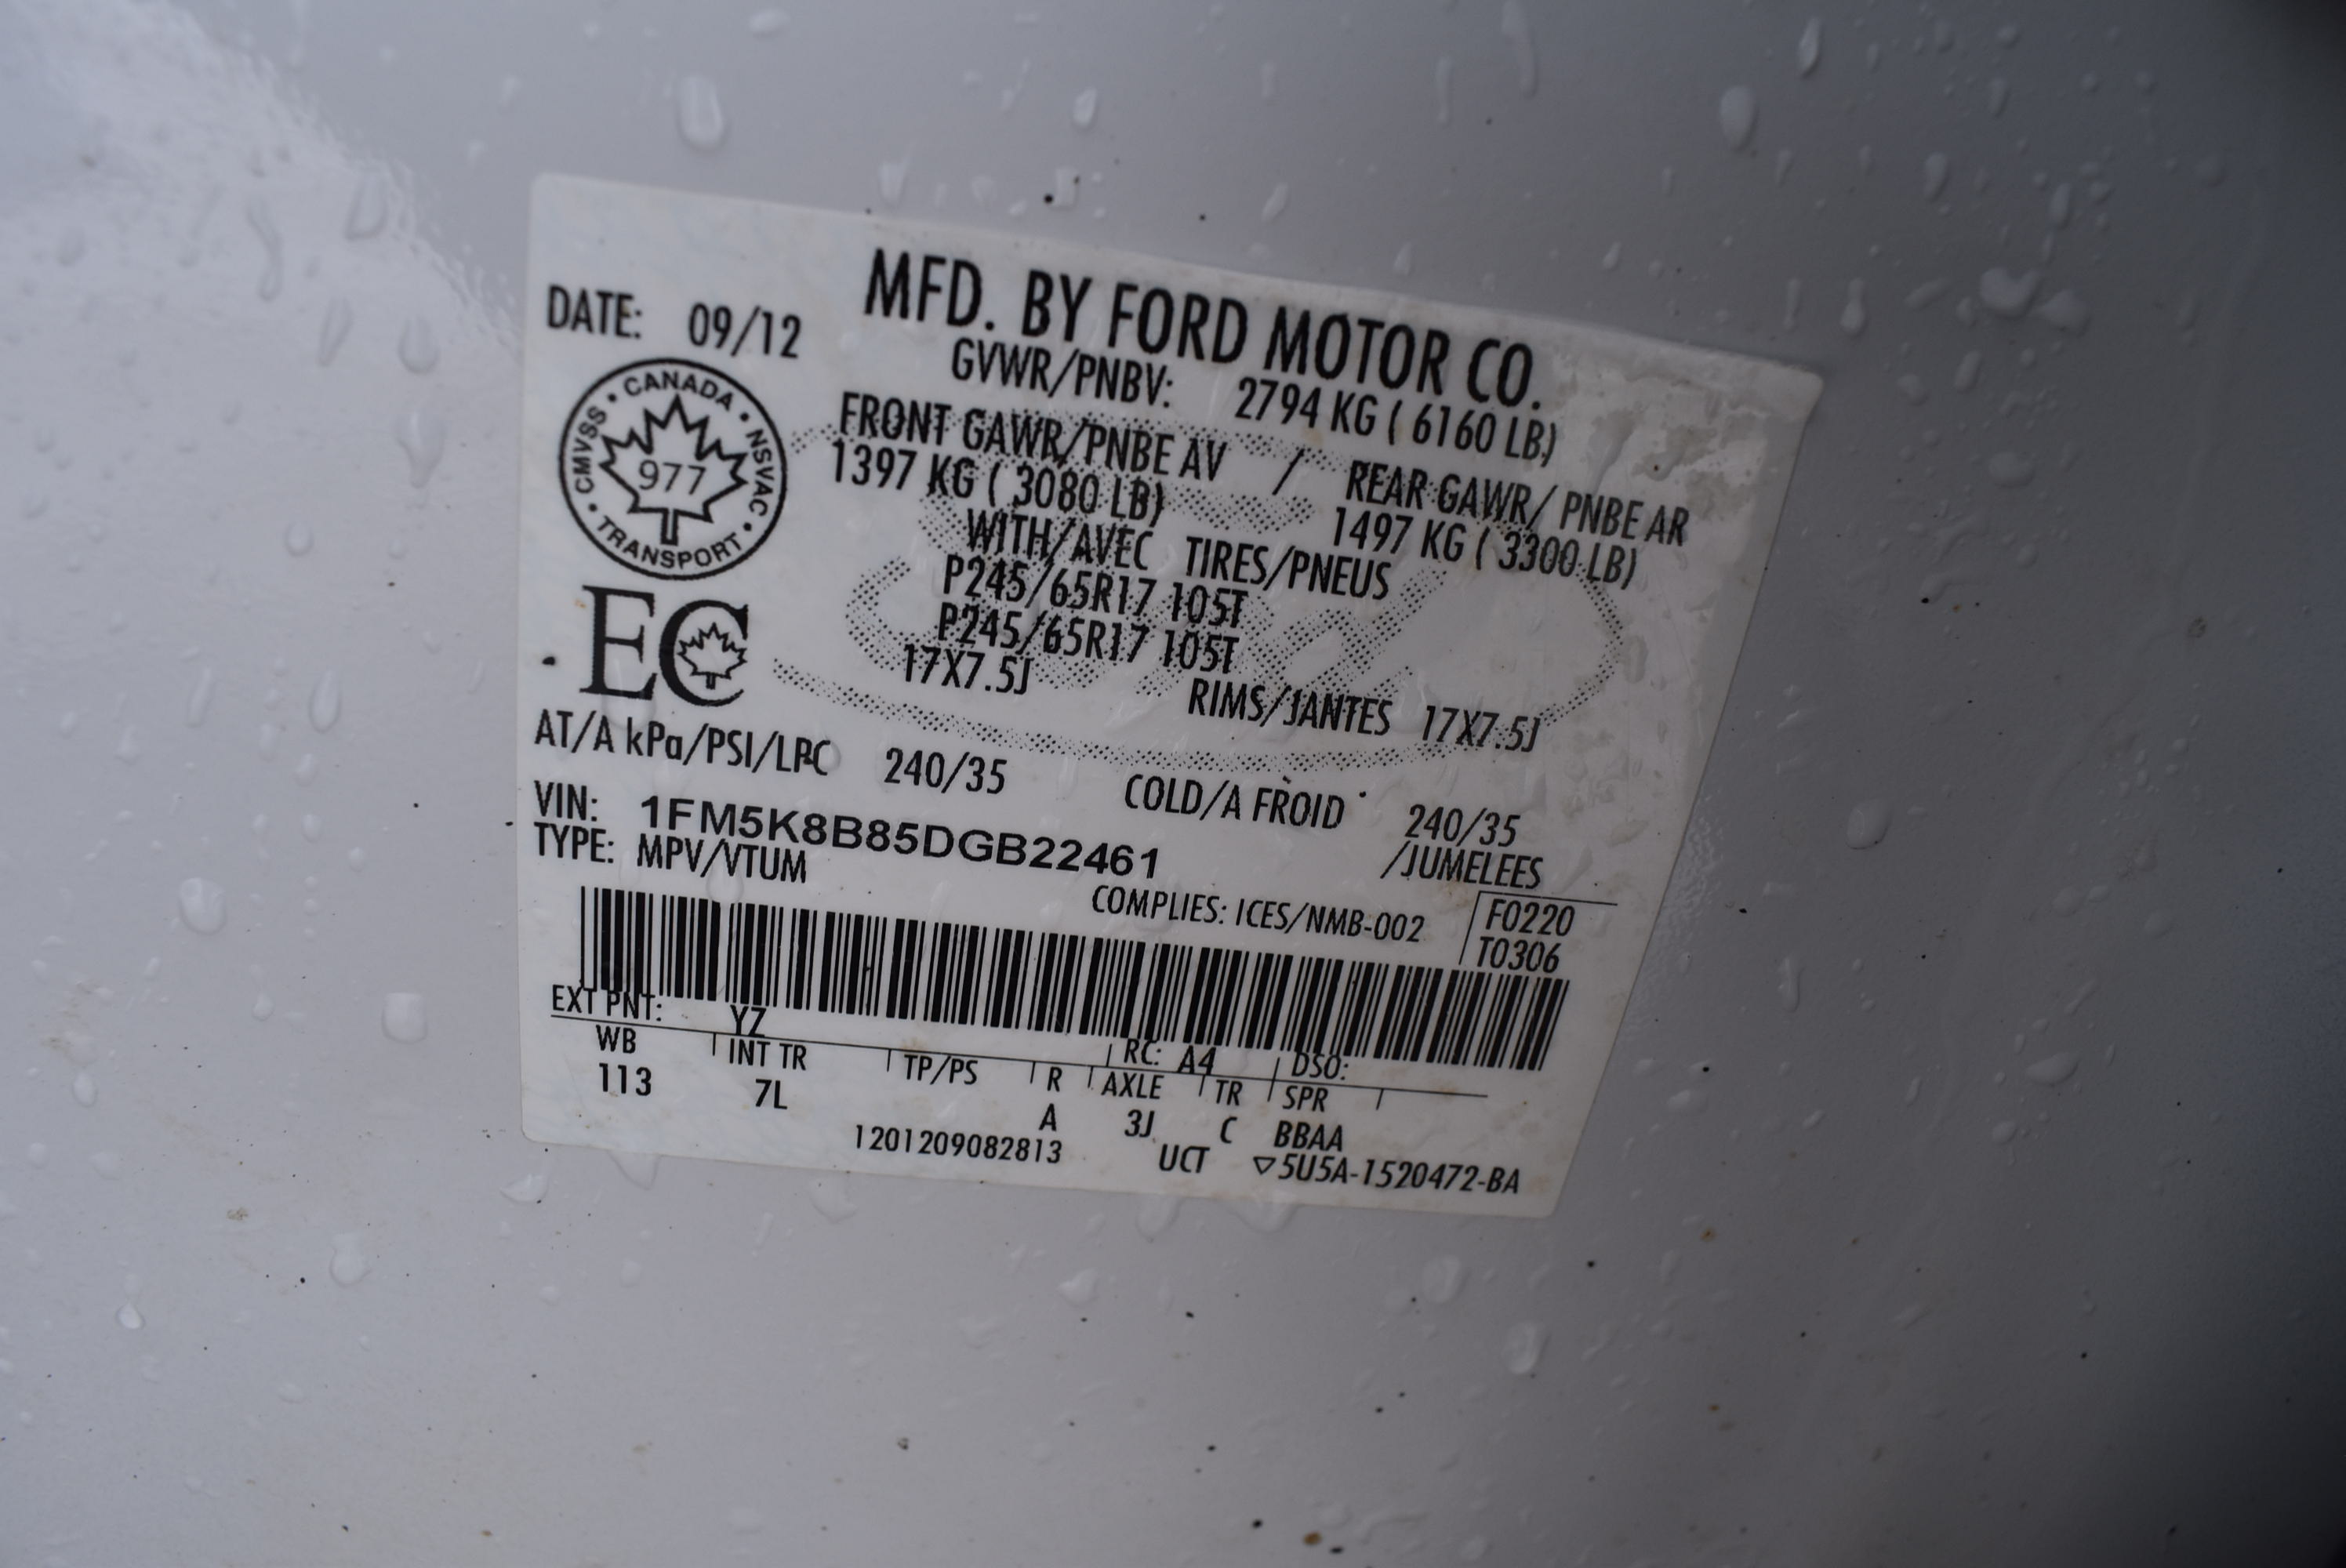 MFD. BY FORD MOTOR CO.
DATE: 09/12
GVWR/PNBV: 2794 KG ( 6160 LB)
CANADA • NSVAC • TRANSPORT • CMVSS •
977
FRONT GAWR/PNBE AV / REAR GAWR/ PNBE AR
1397 KG ( 3080 LB) 1497 KG ( 3300 LB)
WITH/AVEC TIRES/PNEUS
P245/65R17 105T
P245/65R17 105T
17X7.5J RIMS/JANTES 17X7.5J
EC
AT/A kPa/PSI/LPC 240/35 COLD/A FROID 240/35
VIN: 1FM5K8B85DGB22461 /JUMELEES
TYPE: MPV/VTUM
COMPLIES: ICES/NMB-002 F0220
T0306
EXT PNT: YZ RC: A4 DSO:
WB INT TR TP/PS R AXLE TR SPR
113 7L A 3J C BBAA
1201209082813 UCT ▽5U5A-1520472-BA